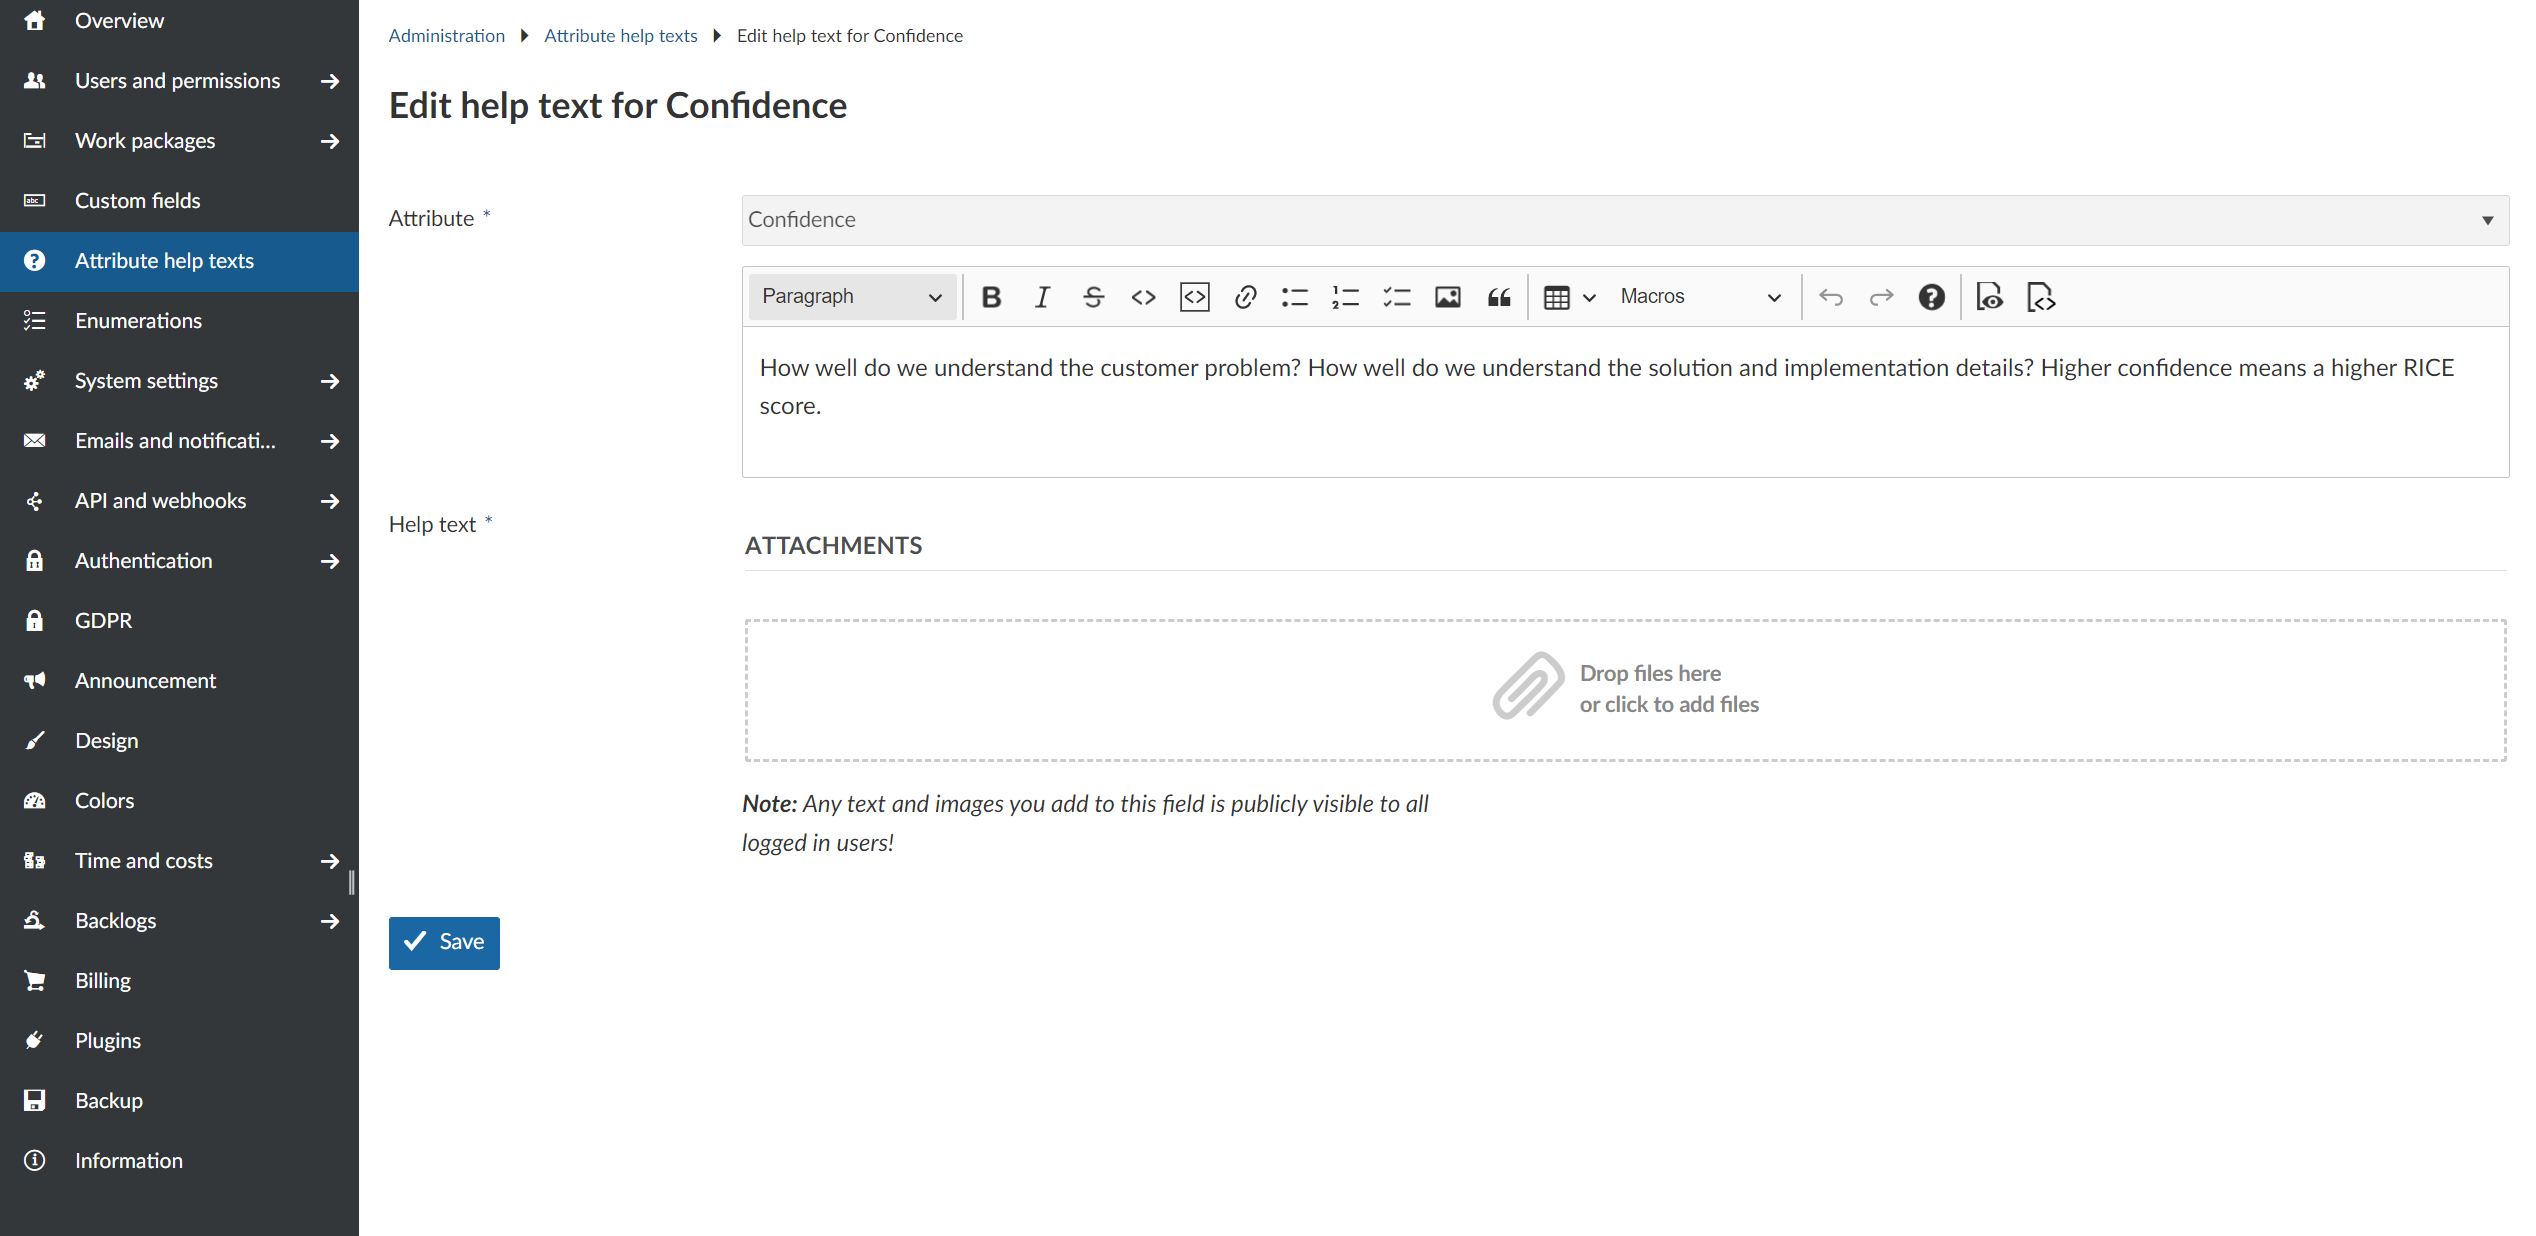 Overview
Users and permissions
Work packages
Custom fields
Attribute help texts
Enumerations
System settings
Emails and notificati...
API and webhooks
Authentication
GDPR
Announcement
Design
Colors
Time and costs
Backlogs
Billing
Plugins
Backup
Information
Administration Attribute help texts Edit help text for Confidence
Edit help text for Confidence
Attribute *
Confidence
Paragraph
Macros
How well do we understand the customer problem? How well do we understand the solution and implementation details? Higher confidence means a higher RICE
score.
Help text *
ATTACHMENTS
Drop files here
or click to add files
Note: Any text and images you add to this field is publicly visible to all
logged in users!
Save